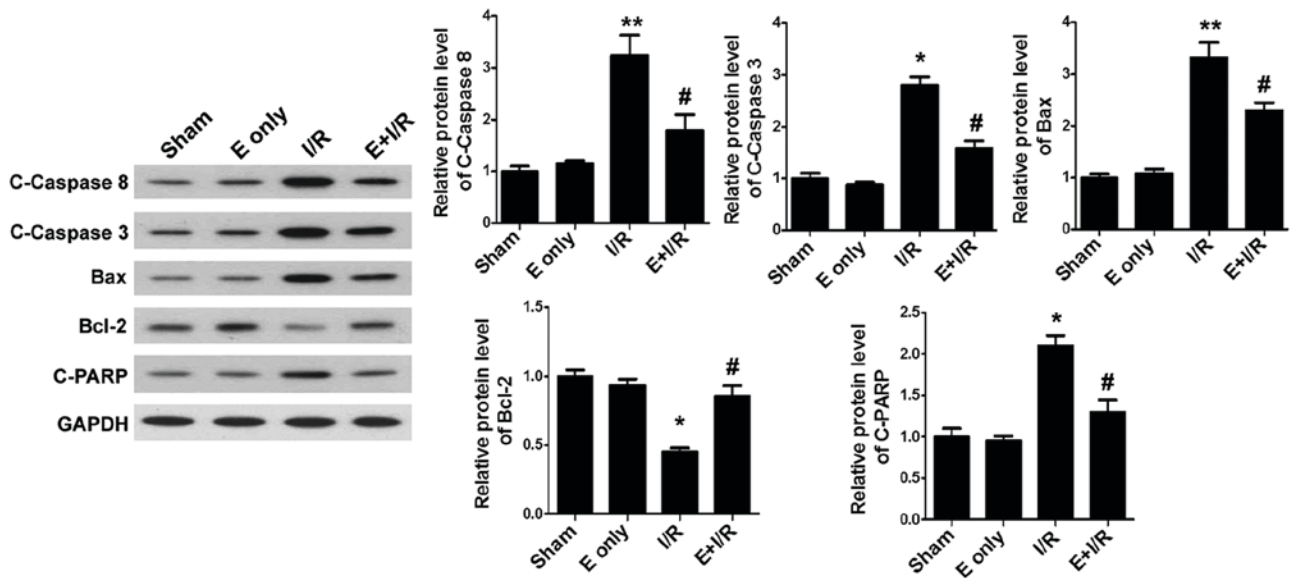 Sham E only I/R E+I/R
C-Caspase 8
C-Caspase 3
Bax
Bcl-2
C-PARP
GAPDH
Relative protein level
of C-Caspase 8
4
3
2
1
0
**
#
Sham E only I/R E+I/R
Relative protein level
of C-Caspase 3
4
3
2
1
0
*
#
Sham E only I/R E+I/R
Relative protein level
of Bax
4
3
2
1
0
**
#
Sham E only I/R E+I/R
Relative protein level
of Bcl-2
1.5
1.0
0.5
0.0
*
#
Sham E only I/R E+I/R
Relative protein level
of C-PARP
2.5
2.0
1.5
1.0
0.5
0.0
*
#
Sham E only I/R E+I/R